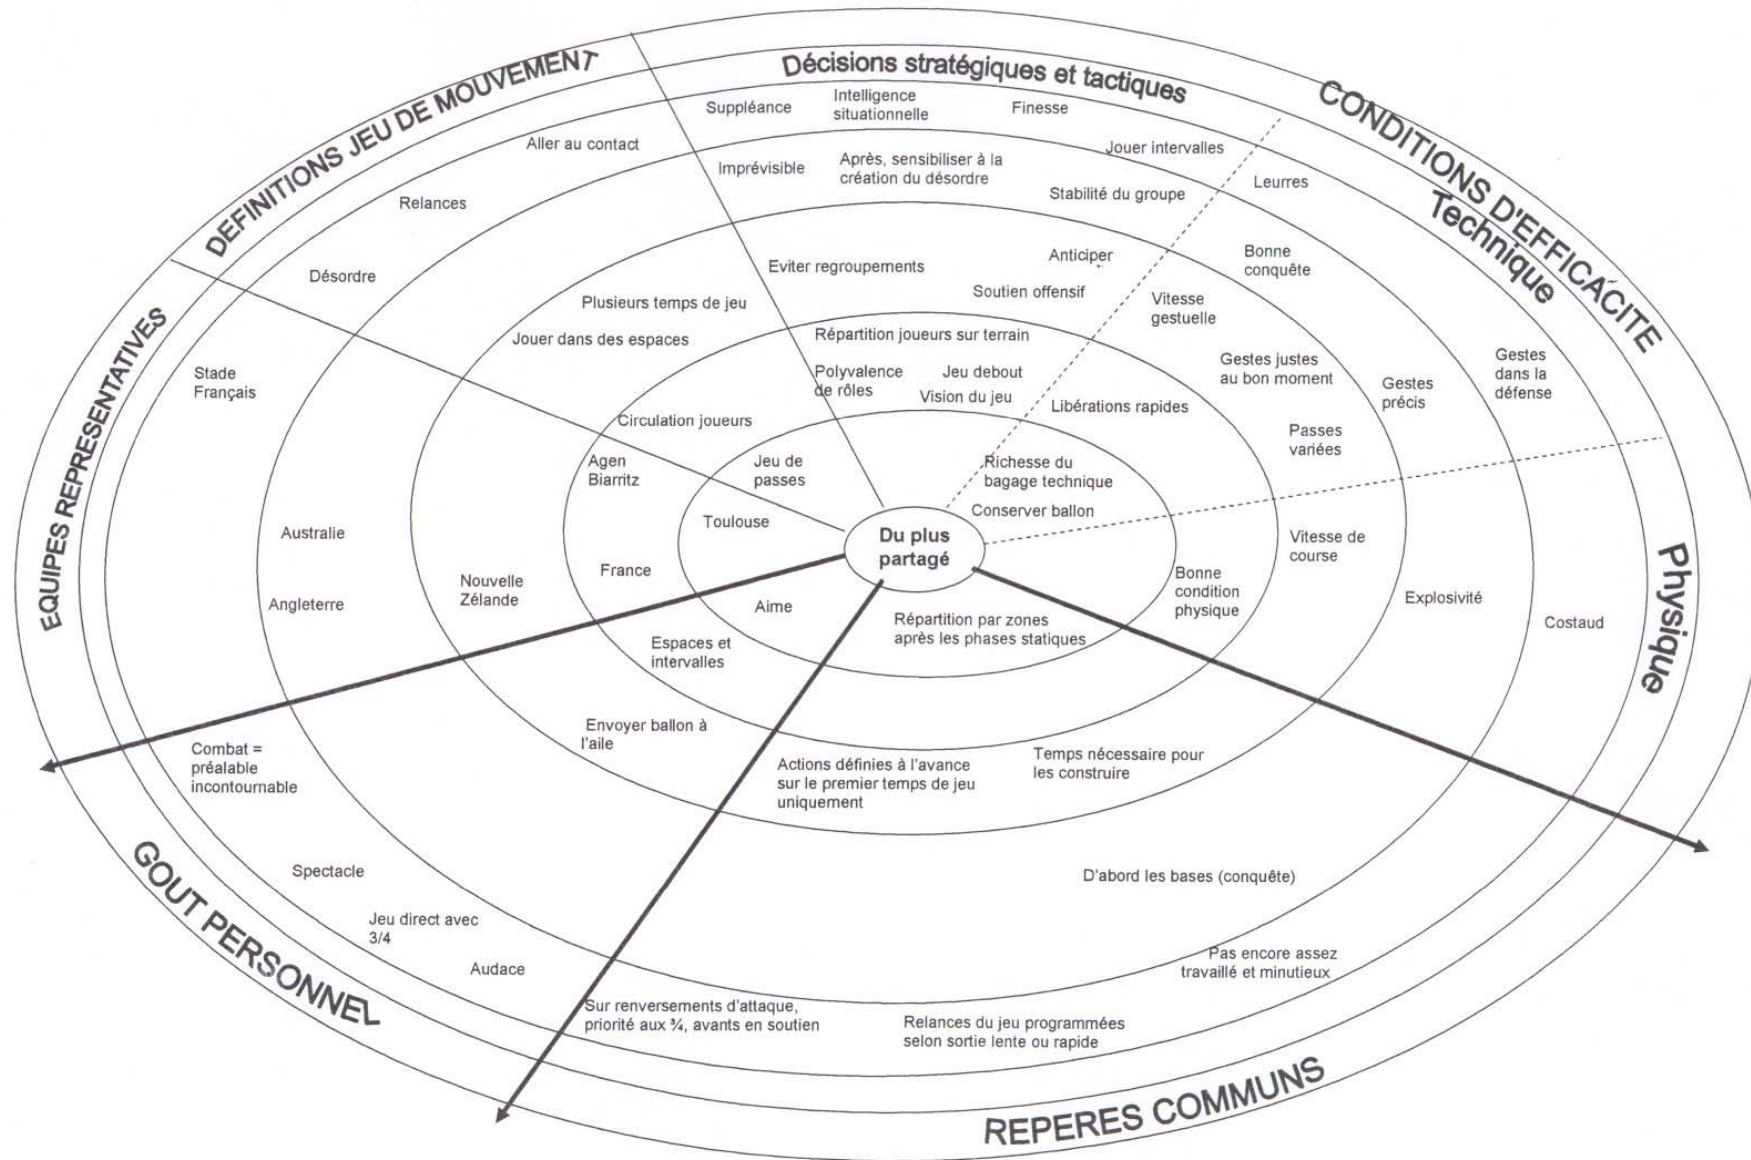 DEFINITIONS JEU DE MOUVEMENT
Décisions stratégiques et tactiques
CONDITIONS D'EFFICACITE
Technique
Physique
EQUIPES REPRESENTATIVES
GOUT PERSONNEL
REPERES COMMUNS
Suppléance
Intelligence
situationnelle
Finesse
Aller au contact
Imprévisible
Après, sensibiliser à la
création du désordre
Jouer intervalles
Stabilité du groupe
Leurres
Relances
Désordre
Eviter regroupements
Anticiper
Bonne
conquête
Plusieurs temps de jeu
Soutien offensif
Vitesse
gestuelle
Jouer dans des espaces
Répartition joueurs sur terrain
Stade
Français
Polyvalence
de rôles
Jeu debout
Vision du jeu
Gestes justes
au bon moment
Gestes
précis
Gestes
dans la
défense
Circulation joueurs
Libérations rapides
Passes
variées
Agen
Biarritz
Jeu de
passes
Richesse du
bagage technique
Conserver ballon
Toulouse
Du plus
partagé
Australie
Vitesse de
course
France
Nouvelle
Zélande
Angleterre
Aime
Bonne
condition
physique
Explosivité
Costaud
Répartition par zones
après les phases statiques
Espaces et
intervalles
Envoyer ballon à
l'aile
Combat =
préalable
incontournable
Actions définies à l'avance
sur le premier temps de jeu
uniquement
Temps nécessaire pour
les construire
Spectacle
D'abord les bases (conquête)
Jeu direct avec
3/4
Audace
Pas encore assez
travaillé et minutieux
Sur renversements d'attaque,
priorité aux ¾, avants en soutien
Relances du jeu programmées
selon sortie lente ou rapide